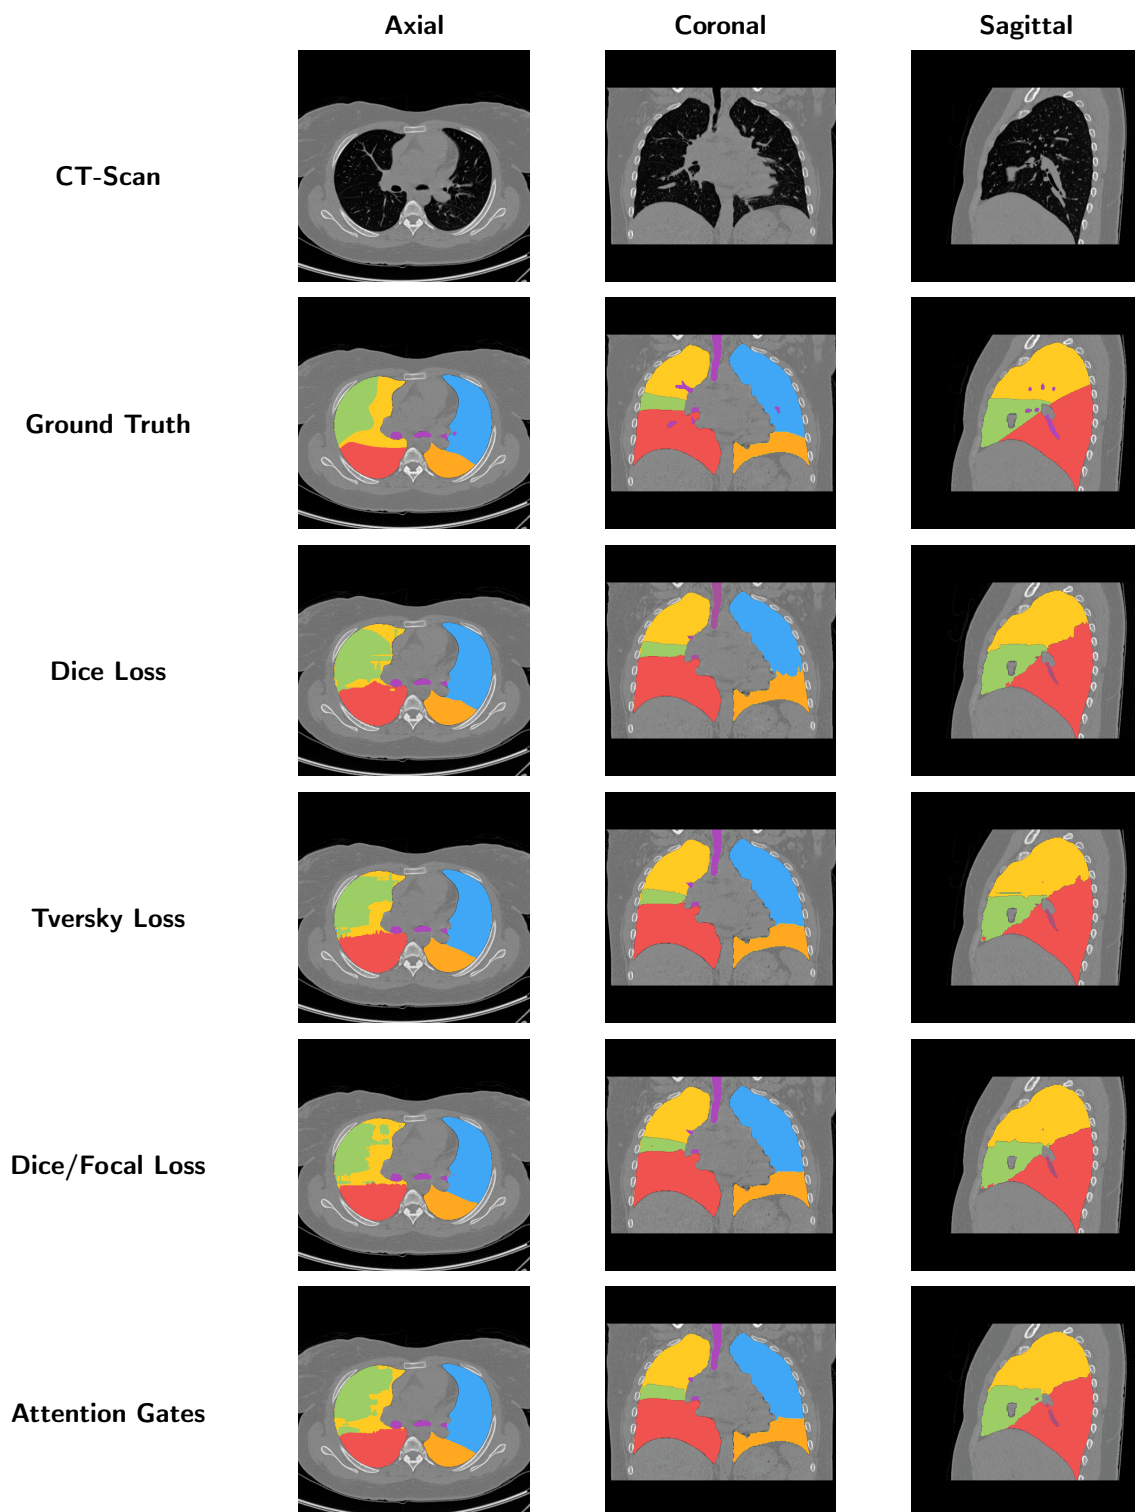 Axial Coronal Sagittal
CT-Scan
Ground Truth
Dice Loss
Tversky Loss
Dice/Focal Loss
Attention Gates